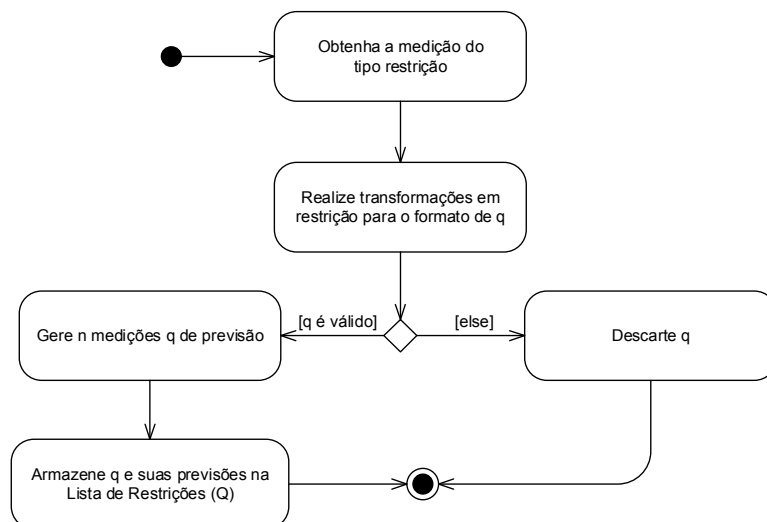 Obtenha a medição do
tipo restrição
Realize transformações em
restrição para o formato de q
[q é válido]
[else]
Gere n medições q de previsão
Descarte q
Armazene q e suas previsões na
Lista de Restrições (Q)